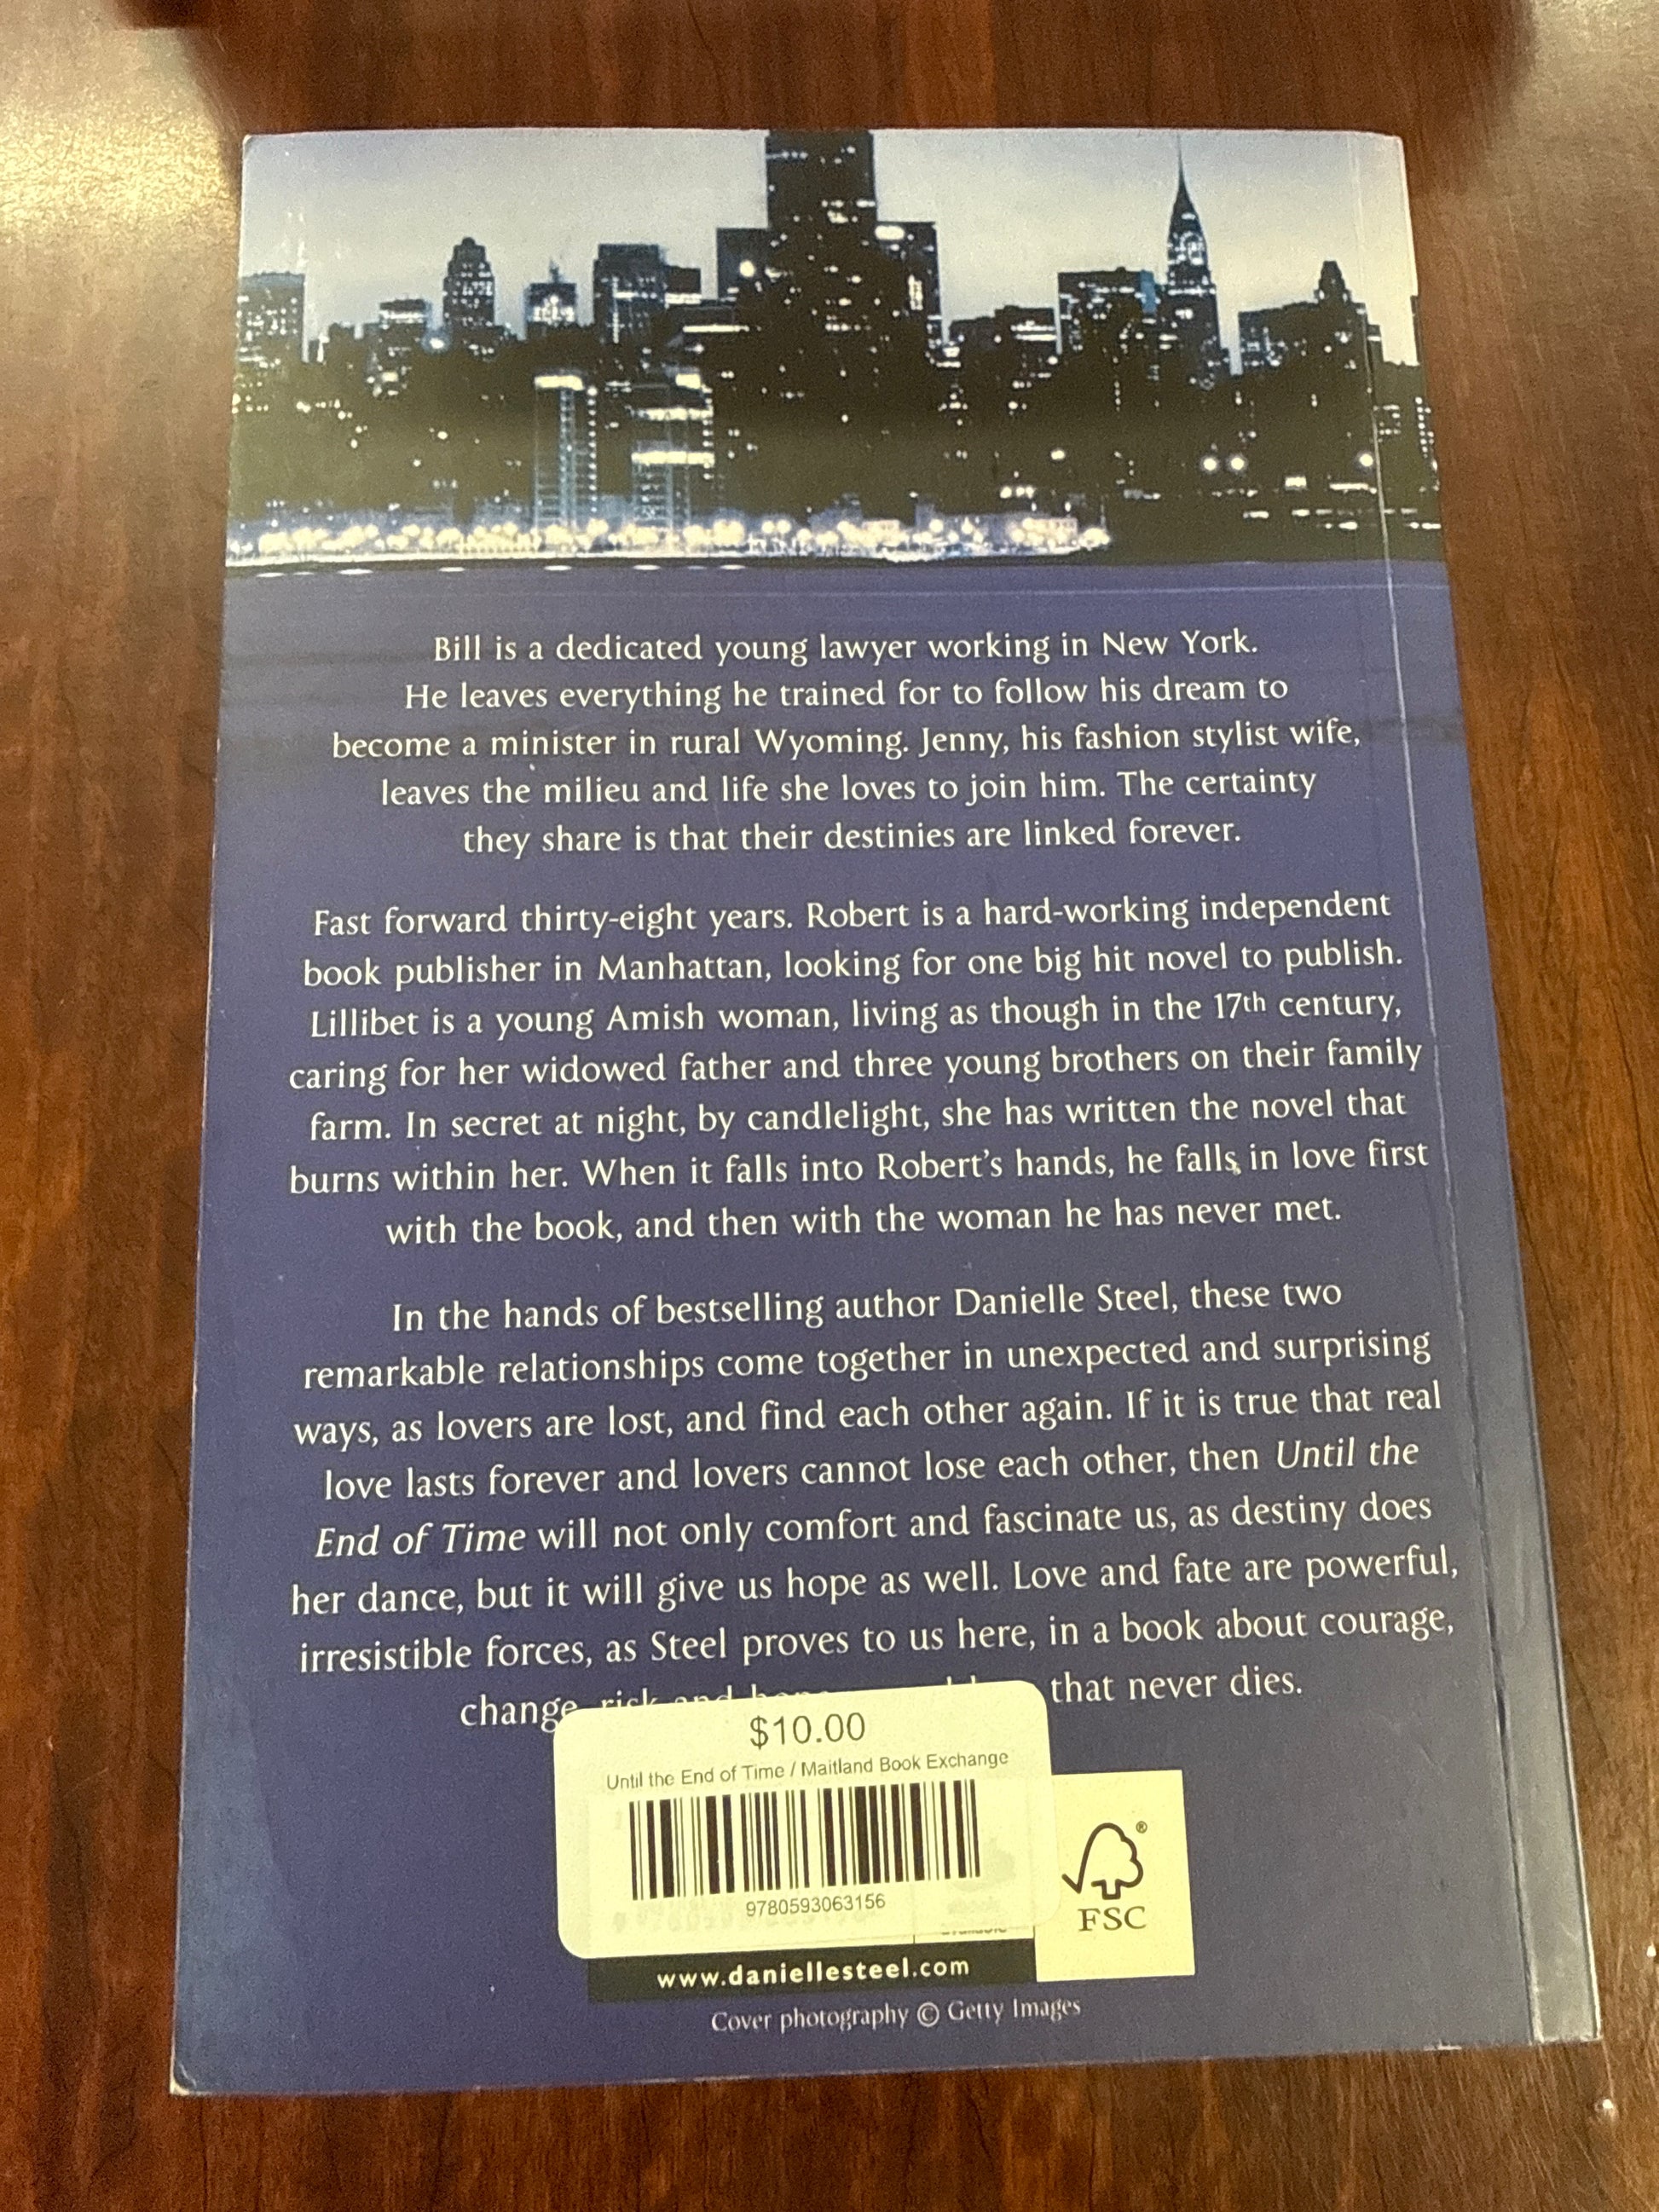 Bill is a dedicated young lawyer working in New York.
He leaves everything he trained for to follow his dream to
become a minister in rural Wyoming. Jenny, his fashion stylist wife,
leaves the milieu and life she loves to join him. The certainty
they share is that their destinies are linked forever.
Fast forward thirty-eight years. Robert is a hard-working independent
book publisher in Manhattan, looking for one big hit novel to publish.
Lillibet is a young Amish woman, living as though in the 17th century,
caring for her widowed father and three young brothers on their family
farm. In secret at night, by candlelight, she has written the novel that
burns within her. When it falls into Robert's hands, he falls in love first
with the book, and then with the woman he has never met.
In the hands of bestselling author Danielle Steel, these two
remarkable relationships come together in unexpected and surprising
ways, as lovers are lost, and find each other again. If it is true that real
love lasts forever and lovers cannot lose each other, then Until the
End of Time will not only comfort and fascinate us, as destiny does
her dance, but it will give us hope as well. Love and fate are powerful,
irresistible forces, as Steel proves to us here, in a book about courage,
change, risk and that never dies.
$10.00
Until the End of Time / Maitland Book Exchange
9780593063156
®
FSC
www.daniellesteel.com
Cover photography © Getty Images